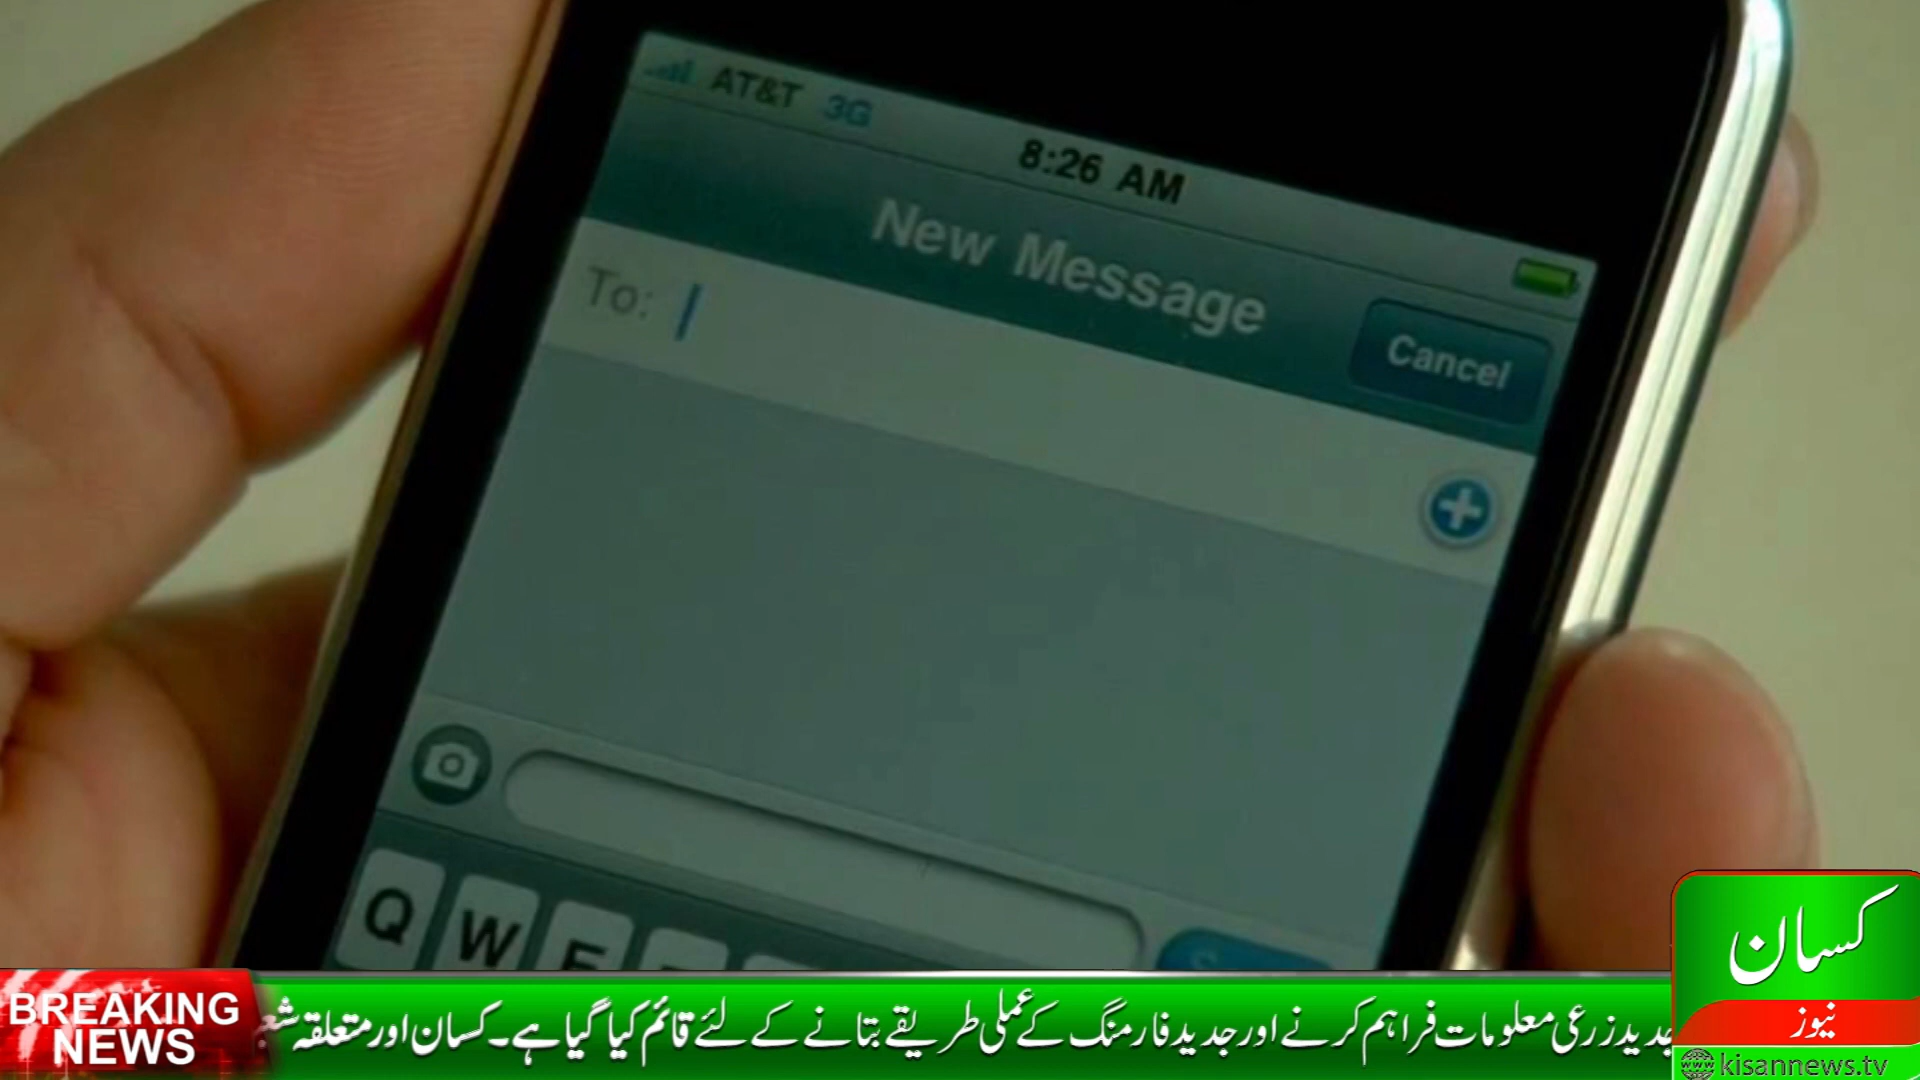 AT&T 3G
8:26 AM
New Message
To:
Cancel
Q W
BREAKING
NEWS
جدید زرعی معلومات فراہم کرنے اور جدید فارمنگ کے عملی طریقے بتانے کے لئے قائم کیا گیا ہے۔ کسان اور متعلقہ
کسان
نیوز
kisannews.tv